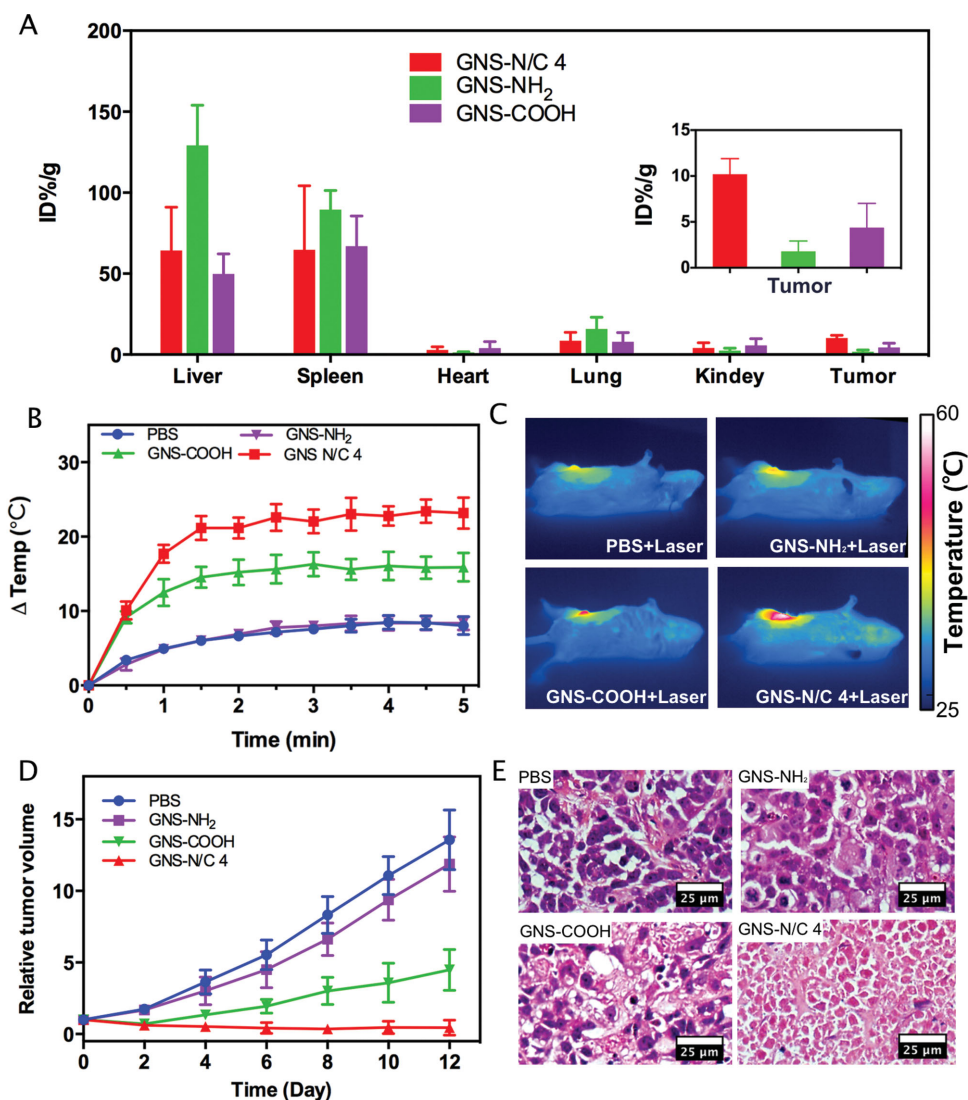 A
200
150
100
50
0
ID%/g
GNS-N/C 4
GNS-NH₂
GNS-COOH
15
10
5
0
ID%/g
Tumor
Liver Spleen Heart Lung Kindey Tumor
B
PBS
GNS-NH₂
GNS-COOH
GNS N/C 4
30
20
10
0
Δ Temp (°C)
0 1 2 3 4 5
Time (min)
C
PBS+Laser
GNS-NH₂+Laser
GNS-COOH+Laser
GNS-N/C 4+Laser
60
25
Temperature (℃)
D
PBS
GNS-NH₂
GNS-COOH
GNS-N/C 4
15
10
5
0
Relative tumor volume
0 2 4 6 8 10 12
Time (Day)
E
PBS
25 µm
GNS-NH₂
25 µm
GNS-COOH
25 µm
GNS-N/C 4
25 µm